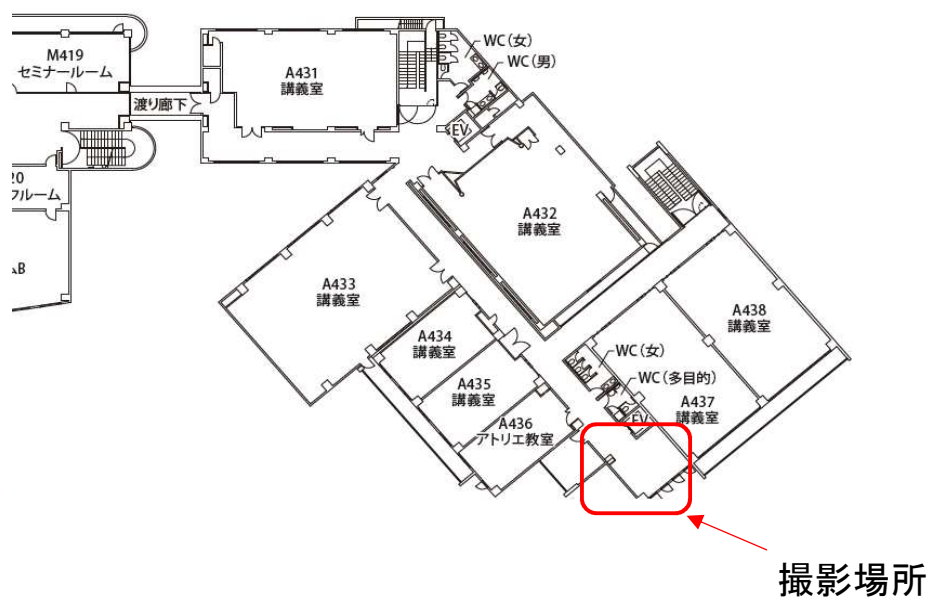 M419
セミナールーム
A431
講義室
WC（女）
WC（男）
渡り廊下
EV
20
フルーム
A432
講義室
B
A433
講義室
A438
講義室
A434
講義室
WC（女）
WC（多目的）
A435
講義室
A437
講義室
EV
A436
アトリエ教室
撮影場所